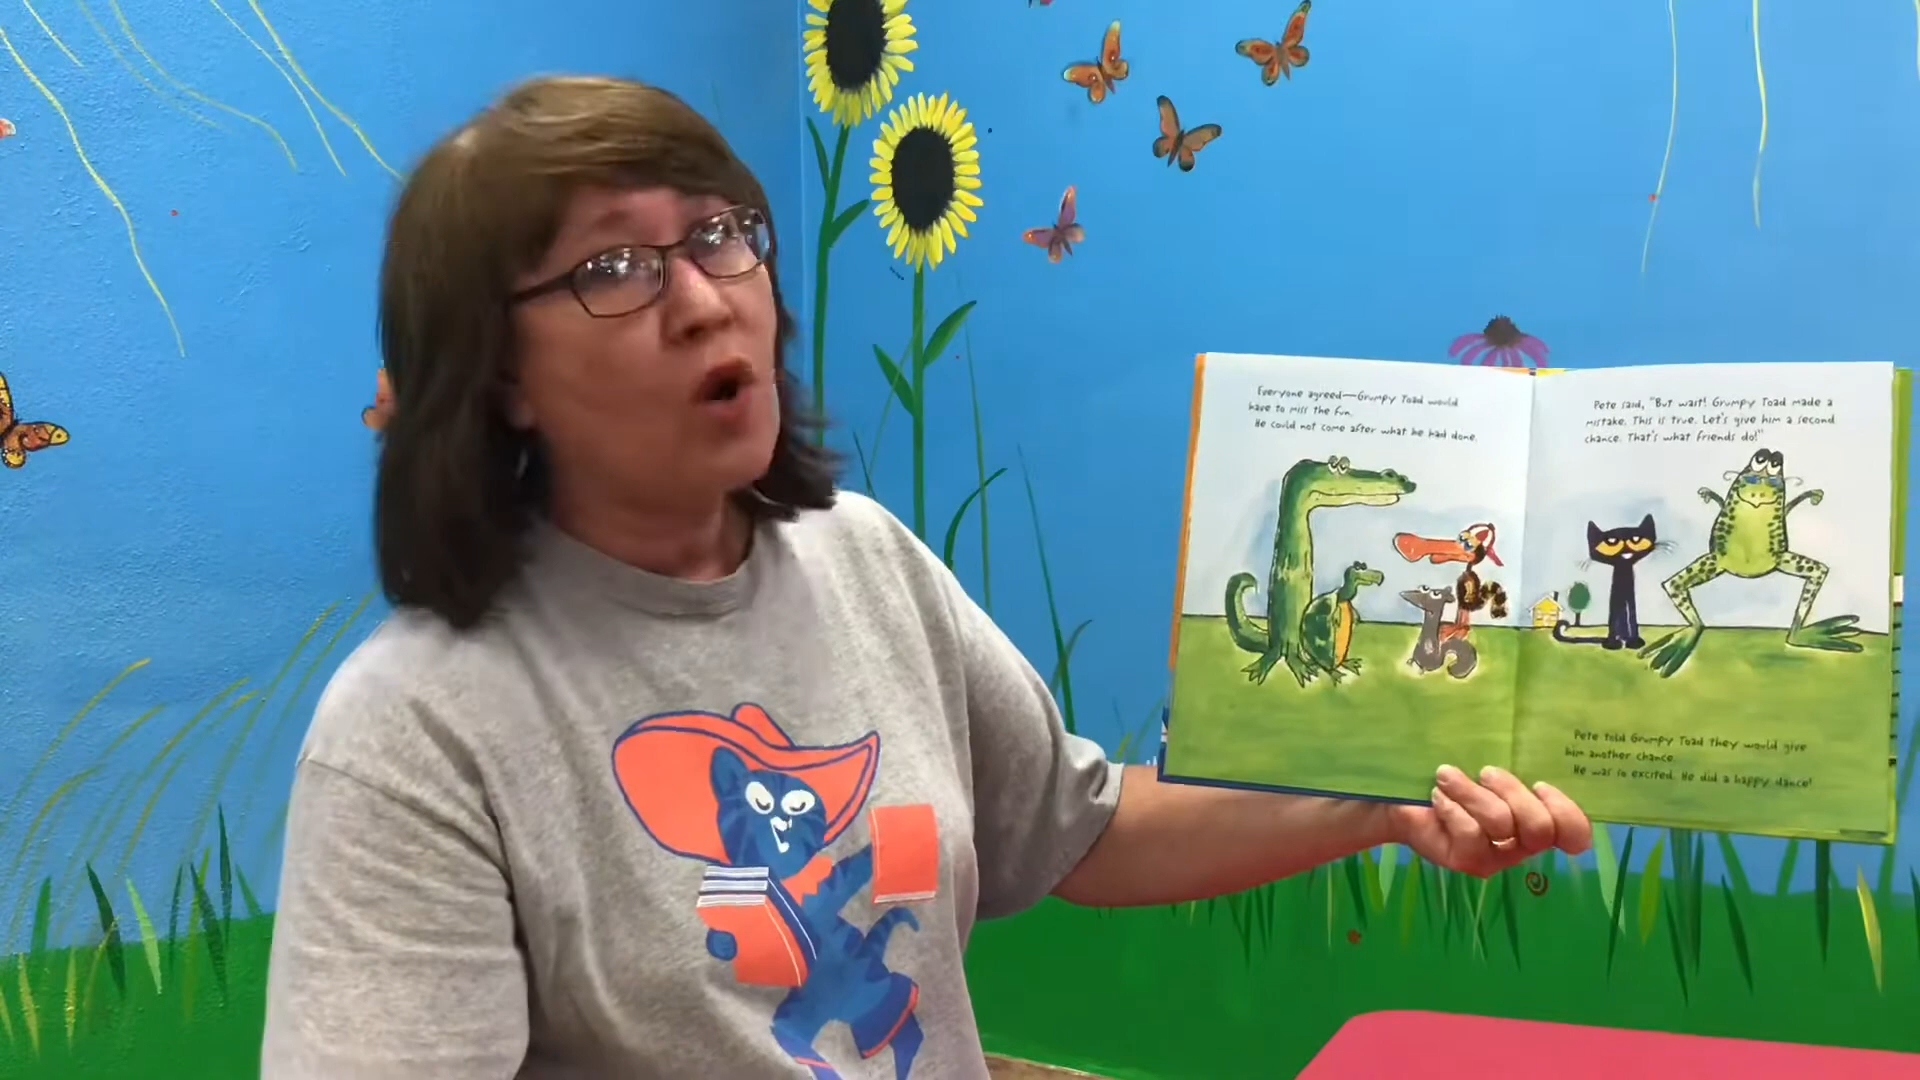 Everyone agreed—Grumpy Toad would
have to miss the fun.
He could not come after what he had done.
Pete said, "But wait! Grumpy Toad made a
mistake. This is true. Let's give him a second
chance. That's what friends do!"
Pete told Grumpy Toad they would give
him another chance.
He was so excited. He did a happy dance!